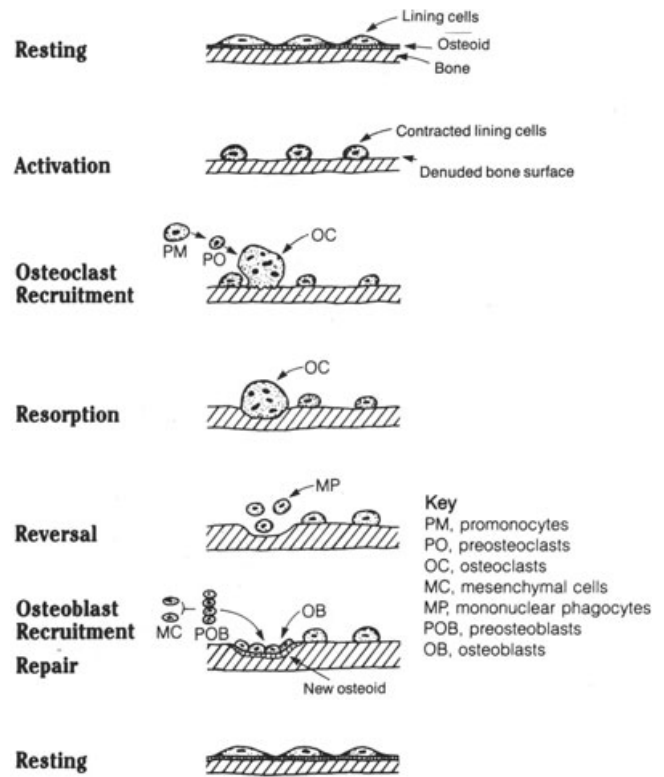 Resting
Lining cells
Osteoid
Bone
Activation
Contracted lining cells
Denuded bone surface
Osteoclast
Recruitment
PM
PO
OC
Resorption
OC
Reversal
MP
Key
PM, promonocytes
PO, preosteoclasts
OC, osteoclasts
MC, mesenchymal cells
MP, mononuclear phagocytes
POB, preosteoblasts
OB, osteoblasts
Osteoblast
Recruitment
MC
POB
OB
Repair
New osteoid
Resting